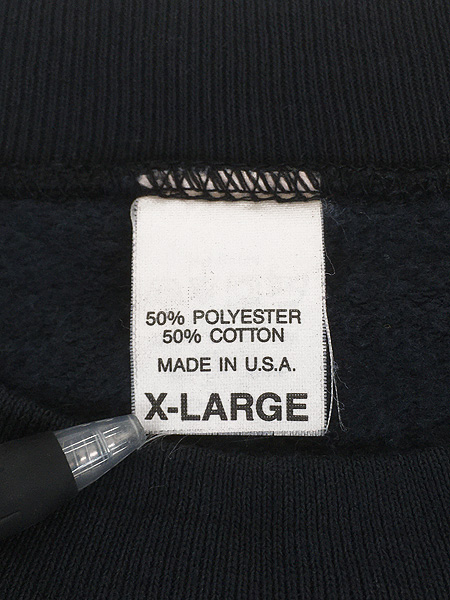 50% POLYESTER
50% COTTON
MADE IN U.S.A.
X-LARGE